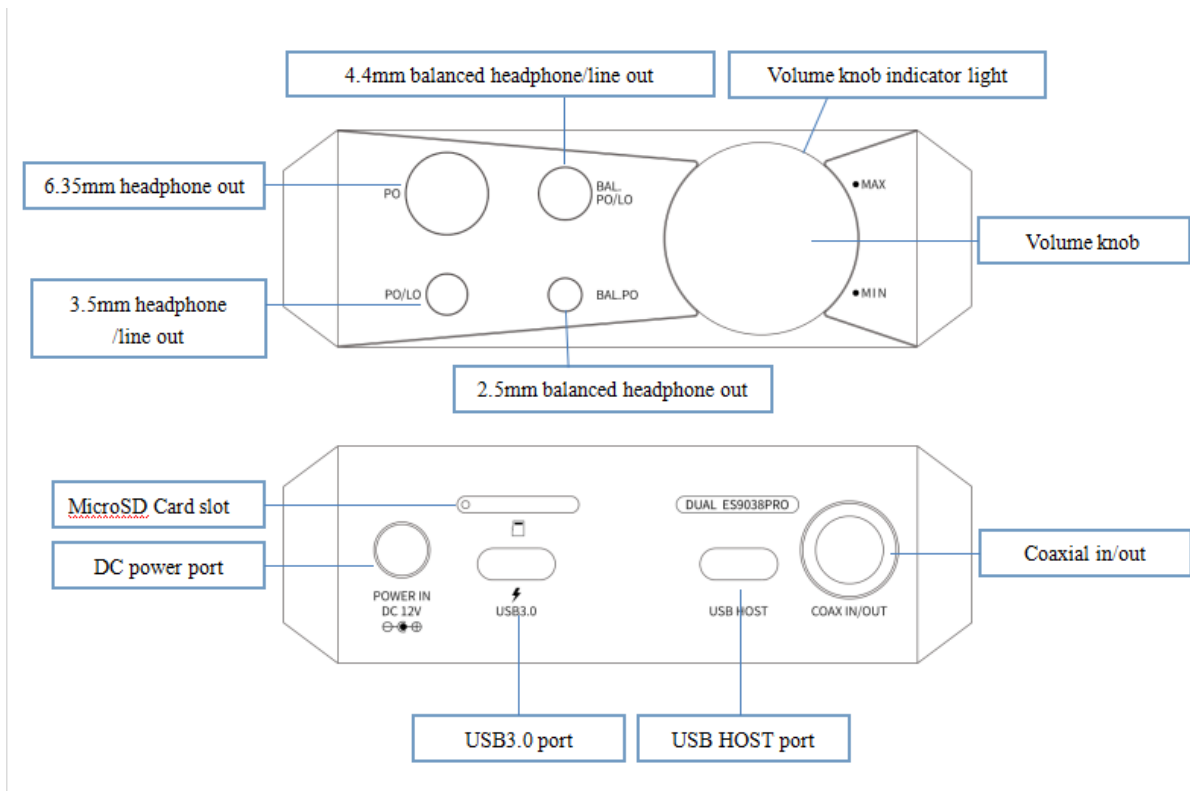 4.4mm balanced headphone/line out
Volume knob indicator light
6.35mm headphone out
PO
BAL.
PO/LO
MAX
Volume knob
3.5mm headphone
/line out
PO/LO
BAL.PO
MIN
2.5mm balanced headphone out
MicroSD Card slot
DUAL ES9038PRO
DC power port
Coaxial in/out
POWER IN
DC 12V
USB3.0
USB HOST
COAX IN/OUT
USB3.0 port
USB HOST port